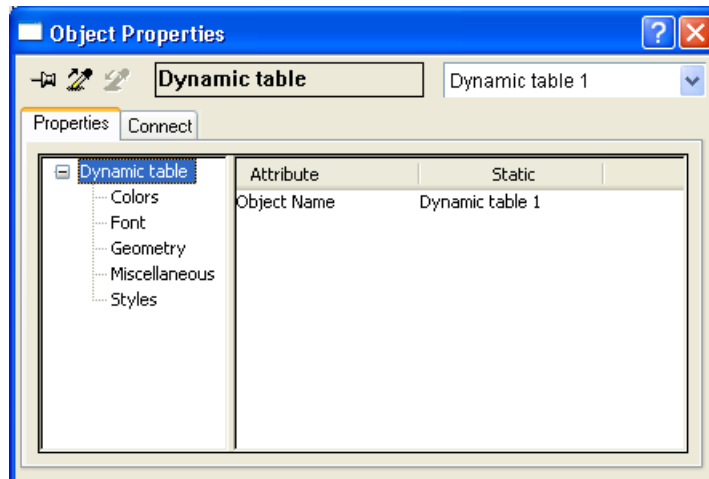 Object Properties
Dynamic table
Dynamic table 1
Properties
Connect
Dynamic table
Colors
Font
Geometry
Miscellaneous
Styles
Attribute Static
Object Name Dynamic table 1